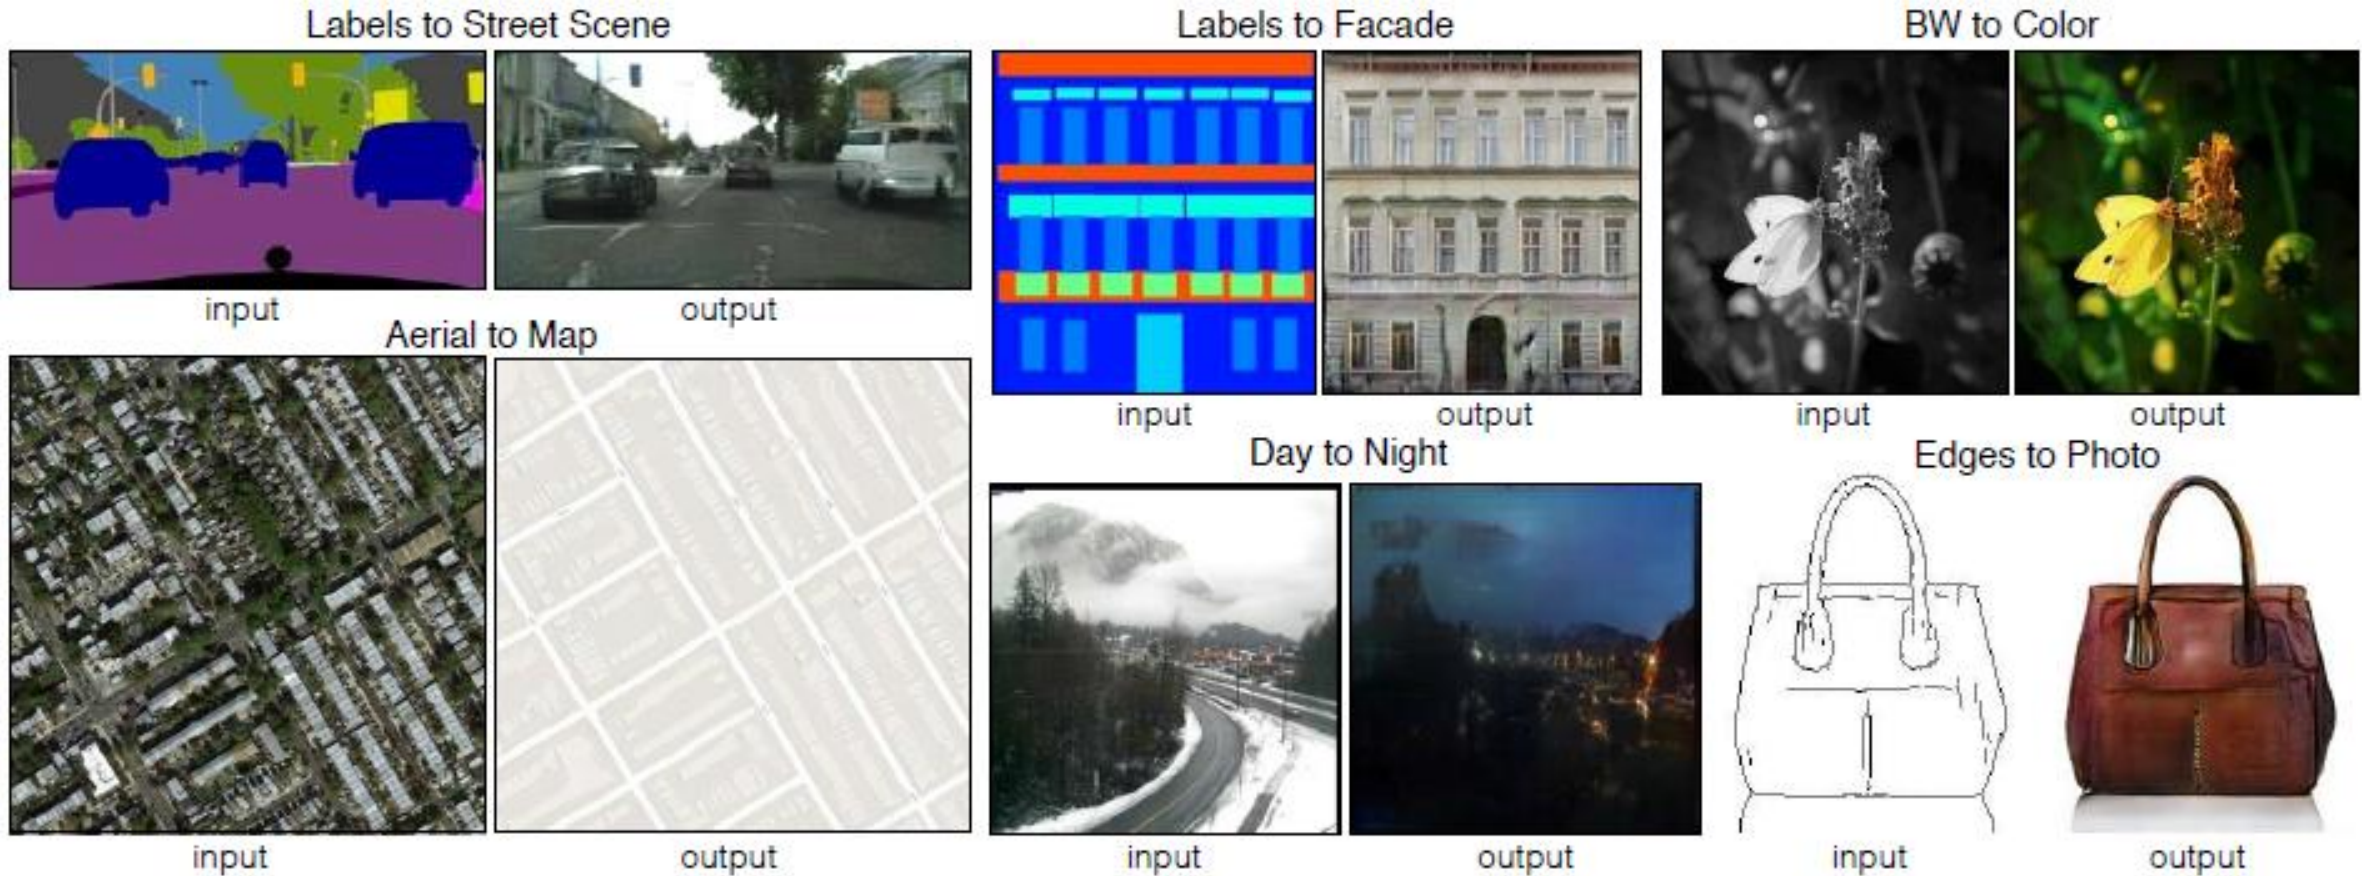 Labels to Street Scene
input
output
Aerial to Map
input
output
Labels to Facade
input
output
BW to Color
input
output
Day to Night
input
output
Edges to Photo
input
output